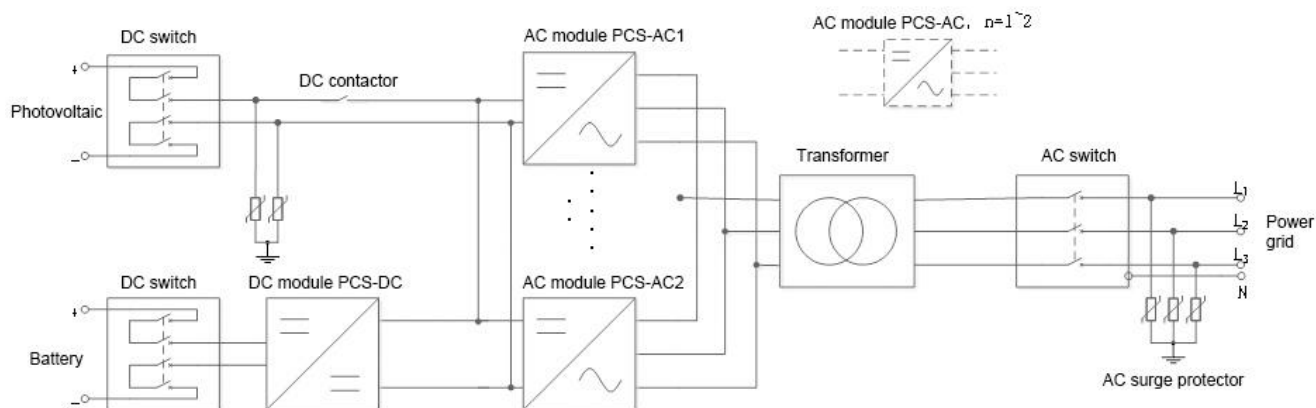 AC module PCS-AC, n=1~2
DC switch
AC module PCS-AC1
+
DC contactor
Photovoltaic
−
Transformer
AC switch
L1
L2
Power
grid
L3
N
DC switch
DC module PCS-DC
AC module PCS-AC2
+
Battery
−
AC surge protector